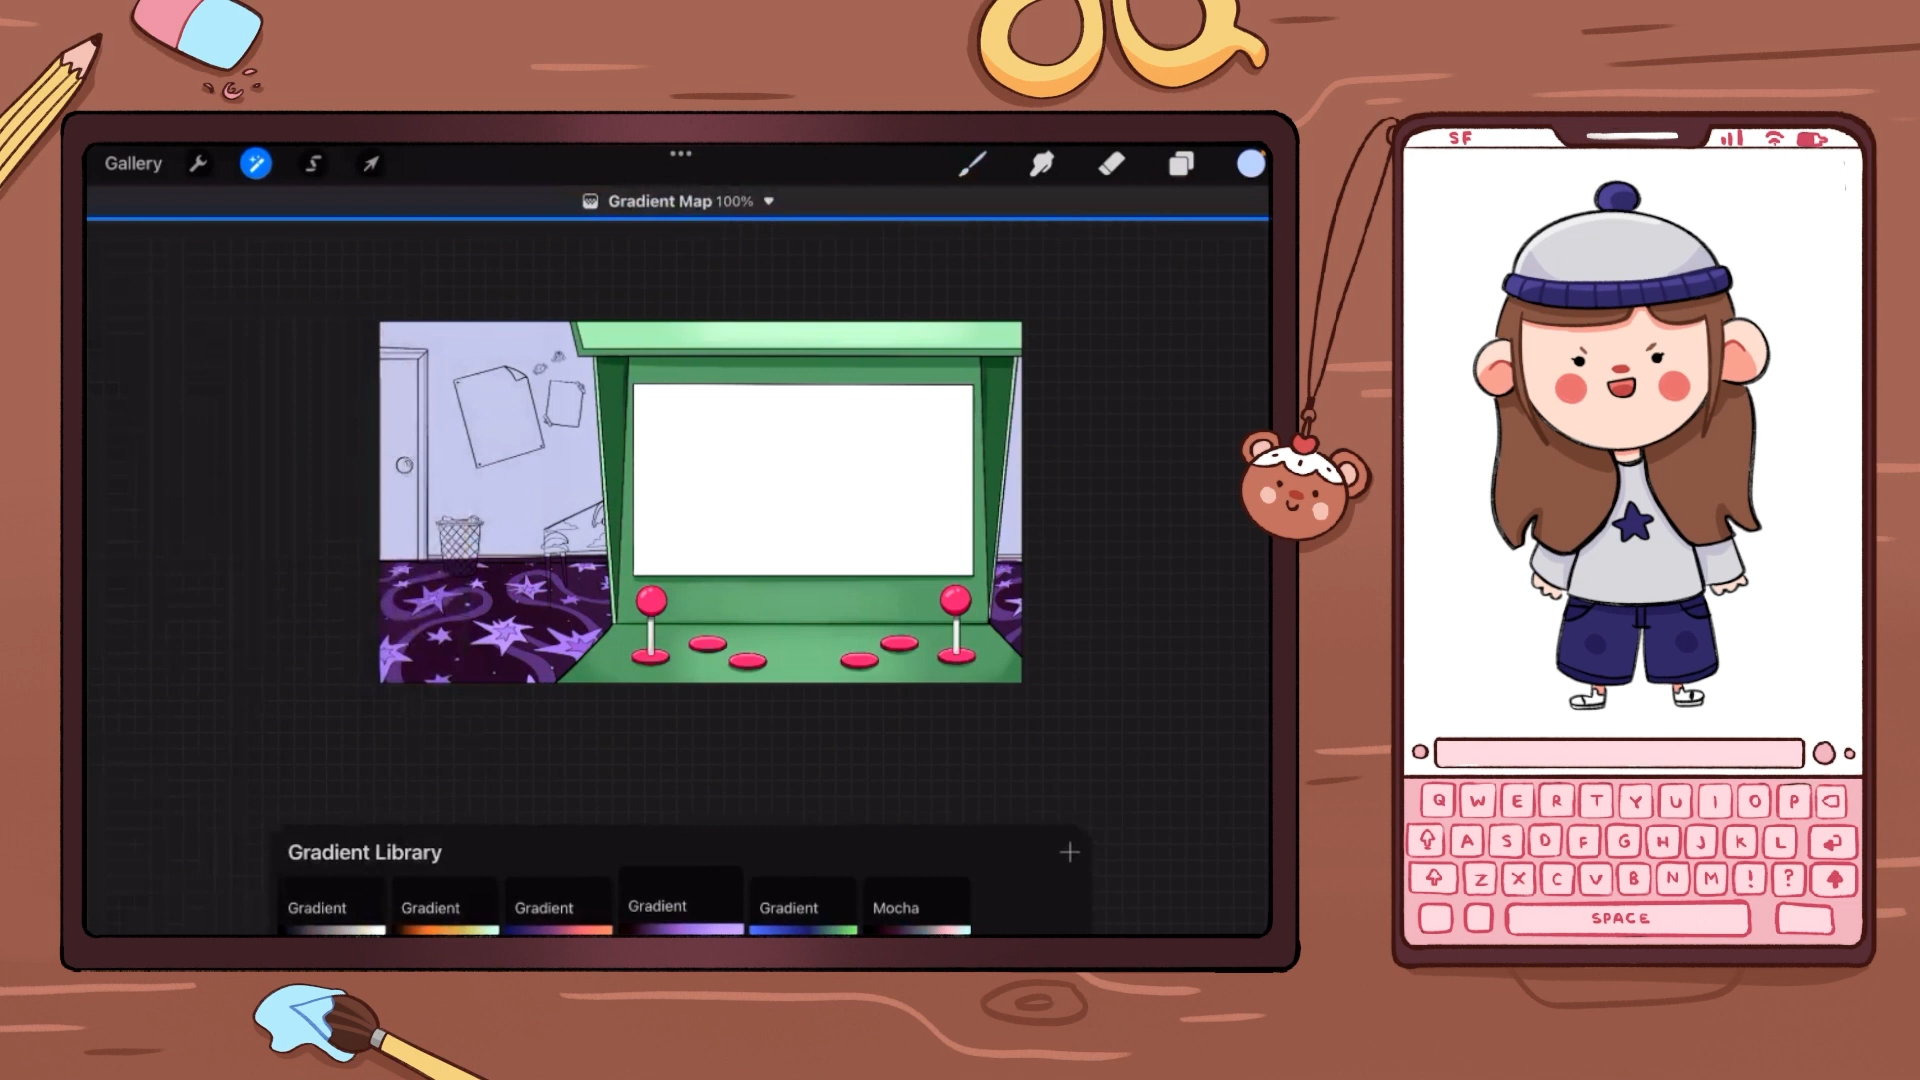 Gallery
Gradient Map 100%
Gradient Library
Gradient
Gradient
Gradient
Gradient
Gradient
Mocha
SF
Q W E R T Y U I O P
A S D F G H J K L
Z X C V B N M ! ?
SPACE